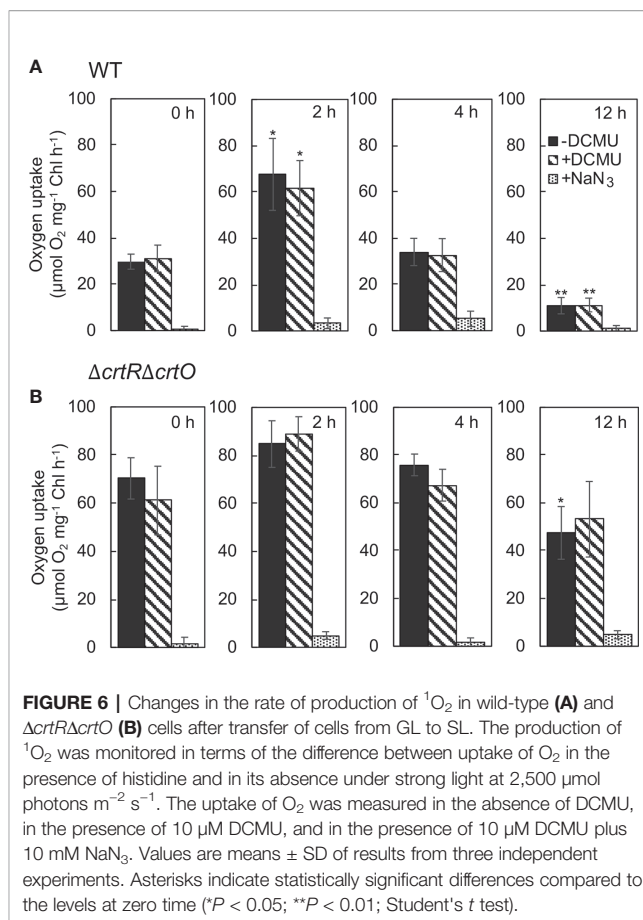 A WT
100 100 100 100
0 h 2 h 4 h 12 h
80 80 80 80
* *
-DCMU
+DCMU
+NaN₃
60 60 60 60
40 40 40 40
20 20 20 20
** **
0 0 0 0
Oxygen uptake
(µmol O₂ mg⁻¹ Chl h⁻¹)
B ΔcrtRΔcrtO
100 100 100 100
0 h 2 h 4 h 12 h
80 80 80 80
60 60 60 60
*
40 40 40 40
20 20 20 20
0 0 0 0
Oxygen uptake
(µmol O₂ mg⁻¹ Chl h⁻¹)
FIGURE 6 | Changes in the rate of production of ¹O₂ in wild-type (A) and
ΔcrtRΔcrtO (B) cells after transfer of cells from GL to SL. The production of
¹O₂ was monitored in terms of the difference between uptake of O₂ in the
presence of histidine and in its absence under strong light at 2,500 µmol
photons m⁻² s⁻¹. The uptake of O₂ was measured in the absence of DCMU,
in the presence of 10 µM DCMU, and in the presence of 10 µM DCMU plus
10 mM NaN₃. Values are means ± SD of results from three independent
experiments. Asterisks indicate statistically significant differences compared to
the levels at zero time (*P < 0.05; **P < 0.01; Student's t test).